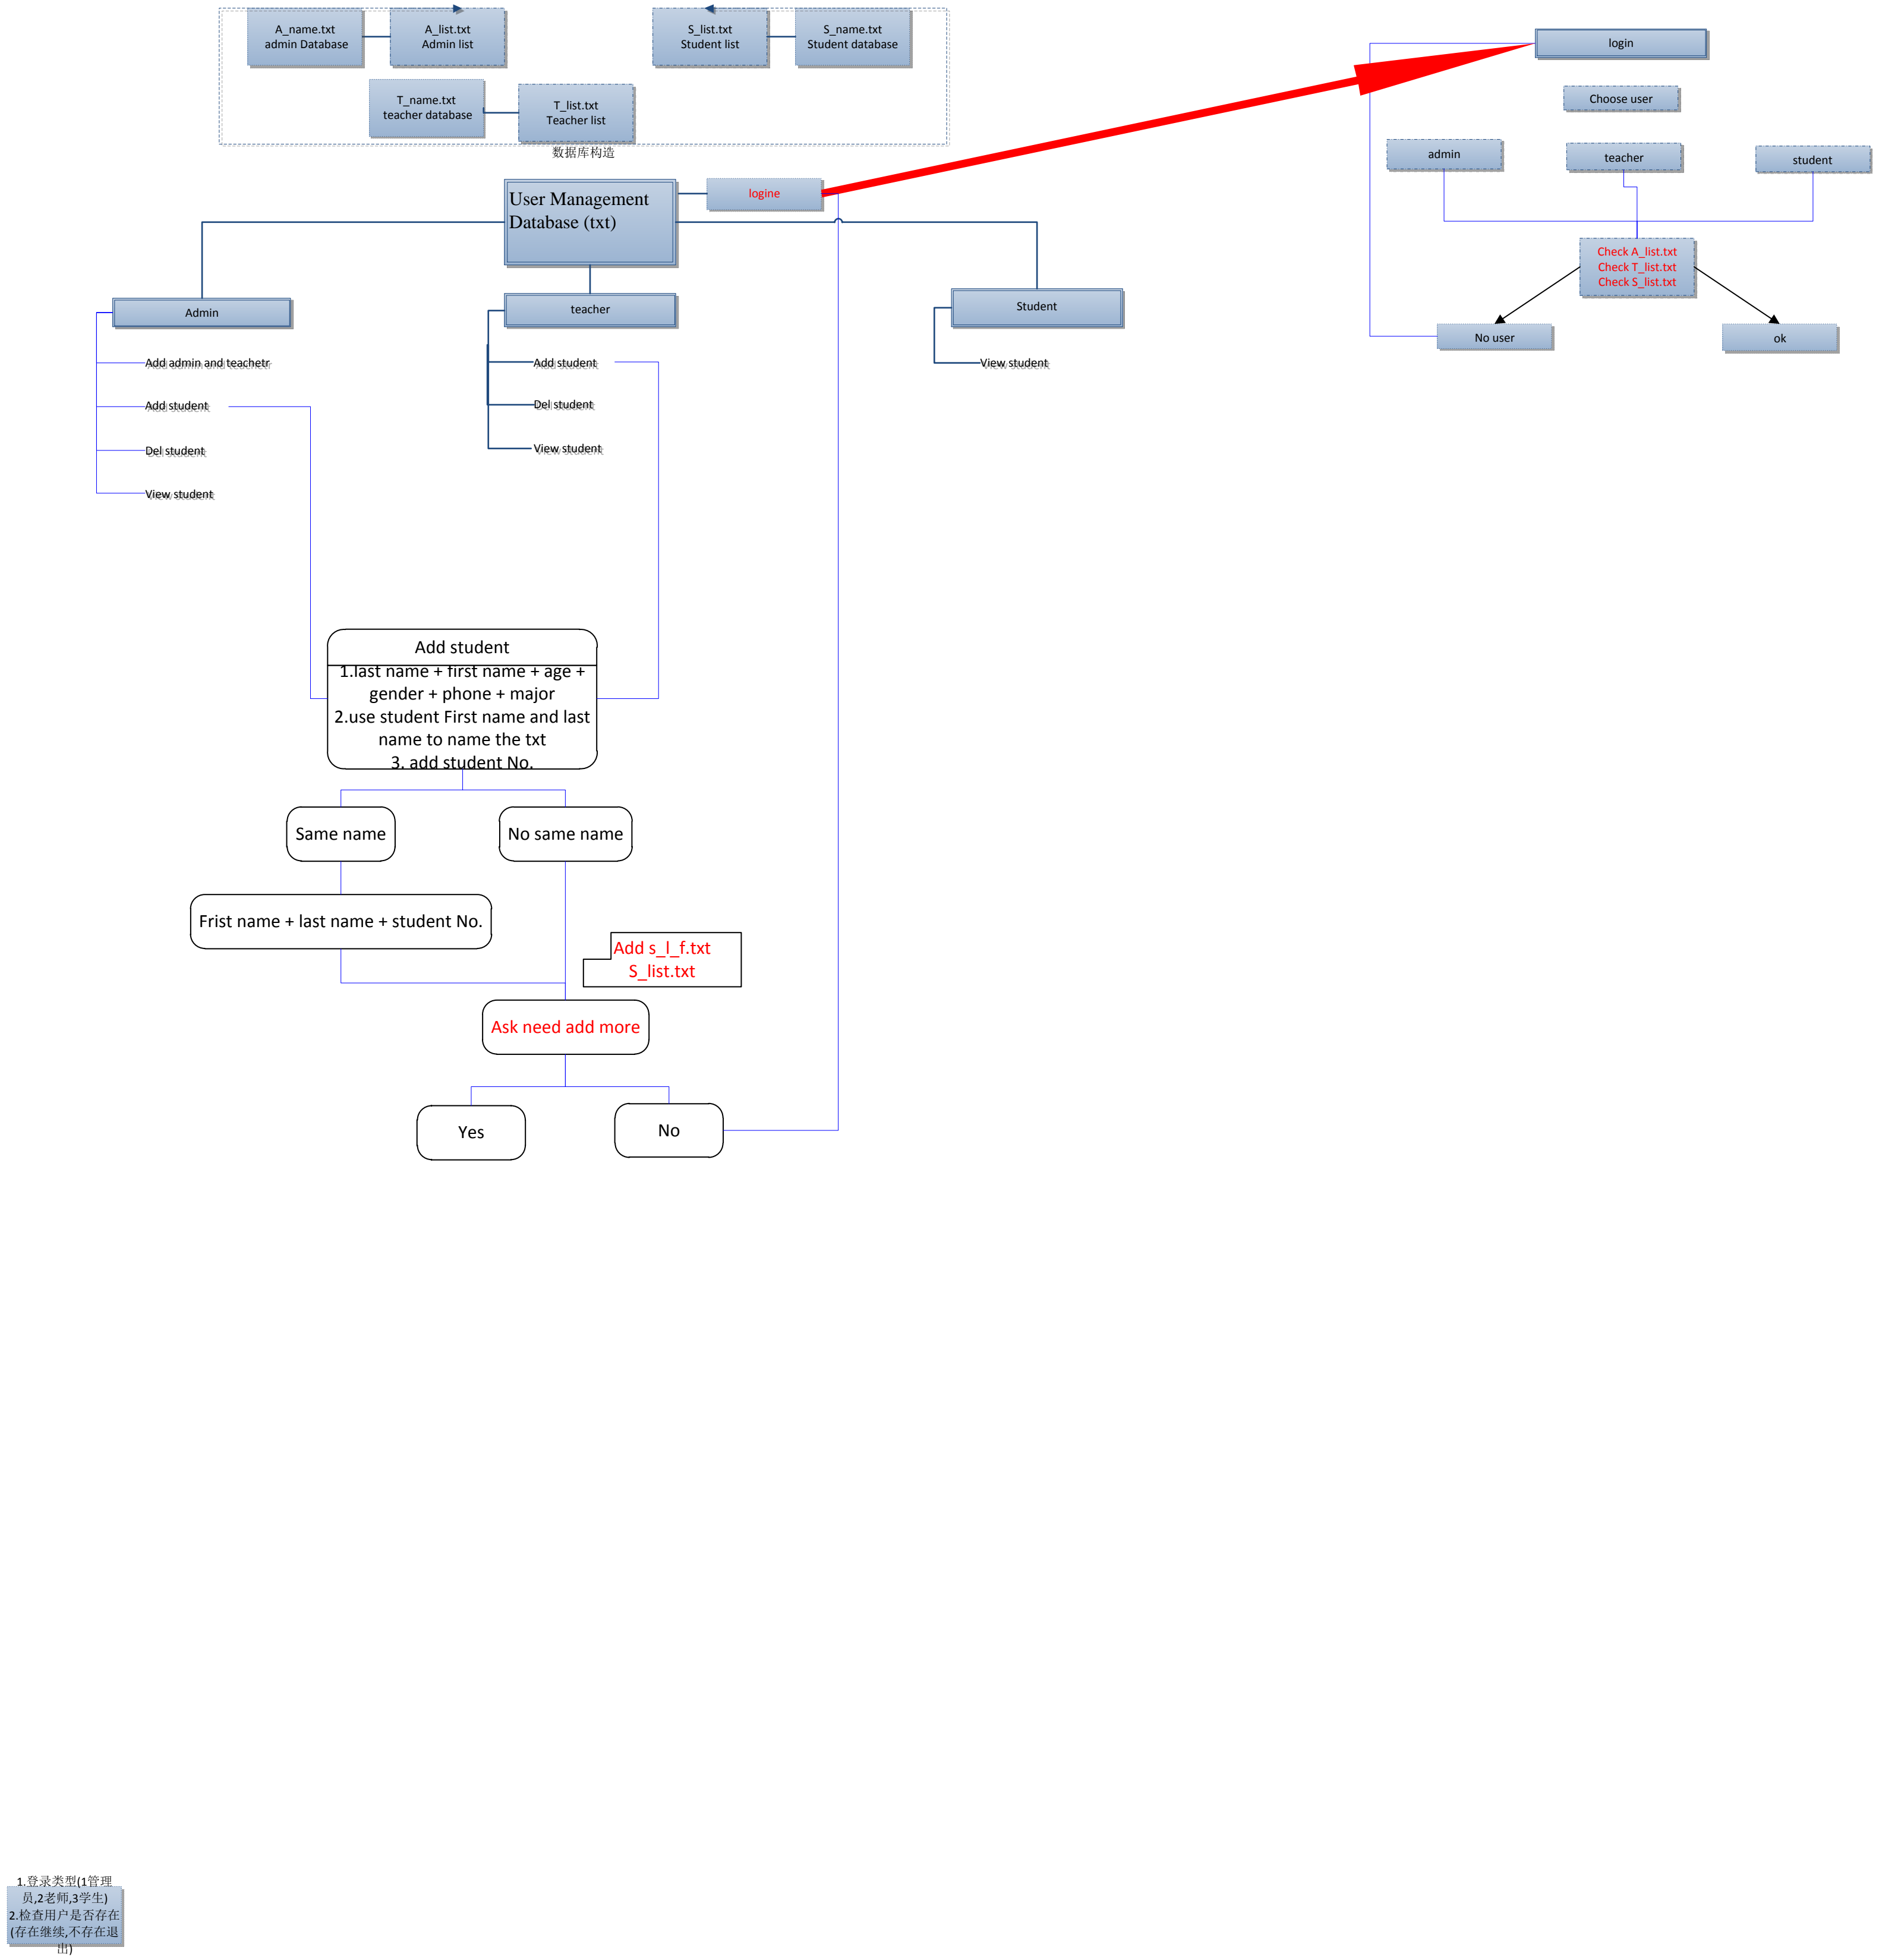 A_name.txt
admin Database
A_list.txt
Admin list
S_list.txt
Student list
S_name.txt
Student database
T_name.txt
teacher database
T_list.txt
Teacher list
数据库构造
login
Choose user
admin
teacher
student
Check A_list.txt
Check T_list.txt
Check S_list.txt
No user
ok
User Management
Database (txt)
logine
Admin
teacher
Student
Add admin and teachetr
Add student
Del student
View student
Add student
Del student
View student
View student
Add student
1.last name + first name + age +
gender + phone + major
2.use student First name and last
name to name the txt
3. add student No.
Same name
No same name
Frist name + last name + student No.
Add s_l_f.txt
S_list.txt
Ask need add more
Yes
No
1.登录类型(1管理
员,2老师,3学生)
2.检查用户是否存在
(存在继续,不存在退
出)